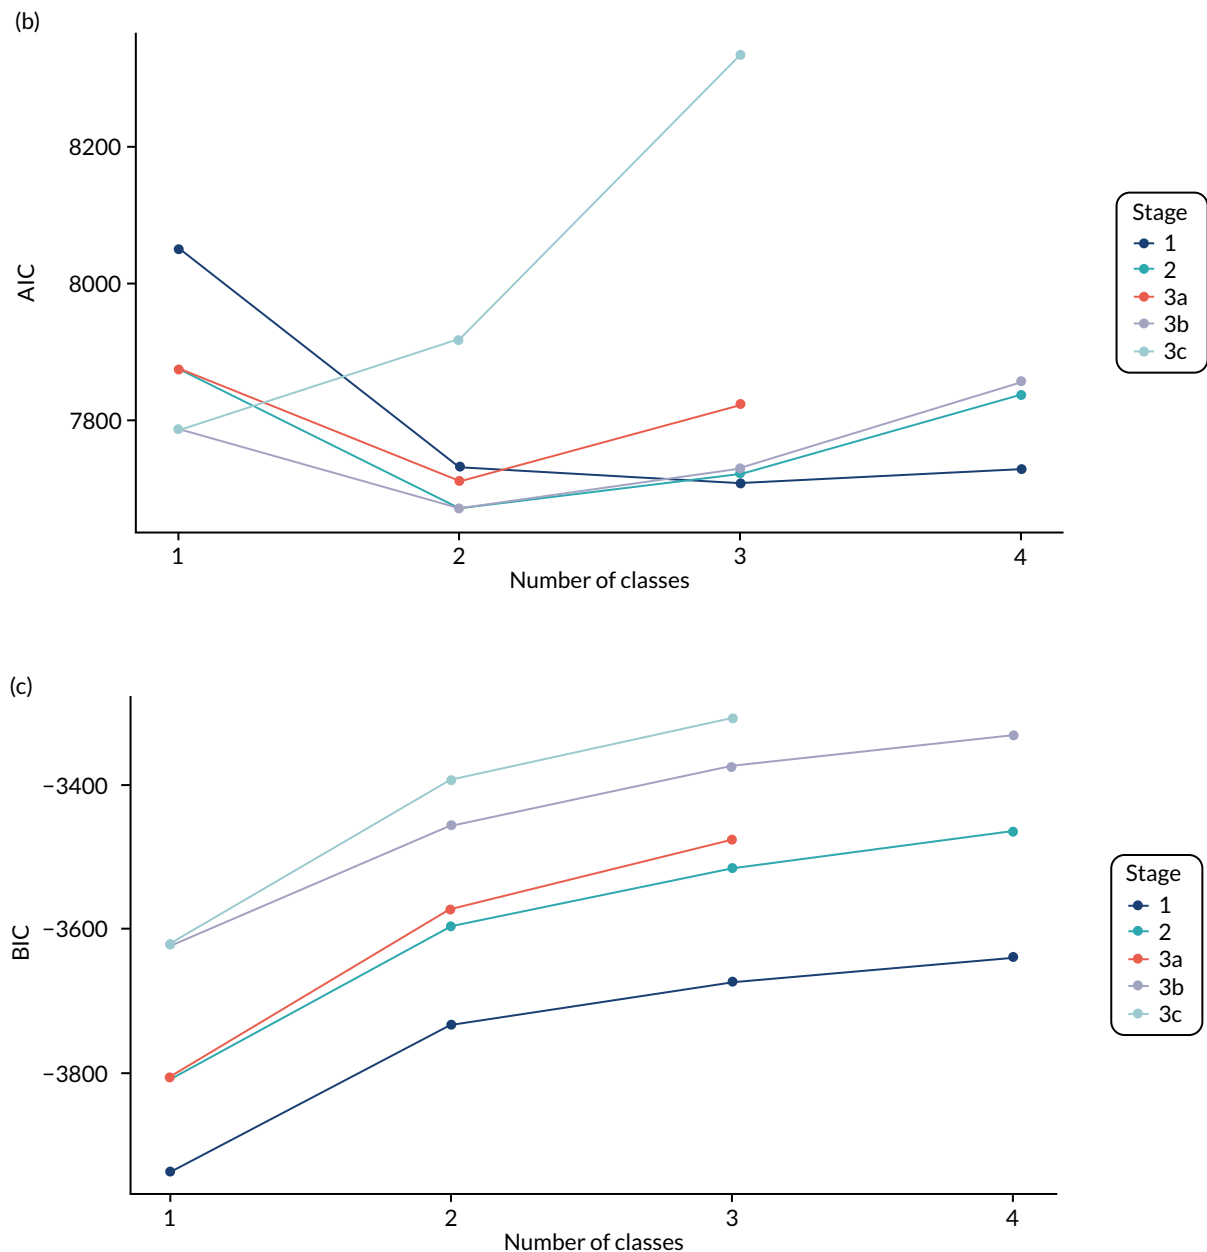 (b)
8200
8000
7800
AIC
1 2 3 4
Number of classes
Stage
1
2
3a
3b
3c
(c)
−3400
−3600
−3800
BIC
1 2 3 4
Number of classes
Stage
1
2
3a
3b
3c